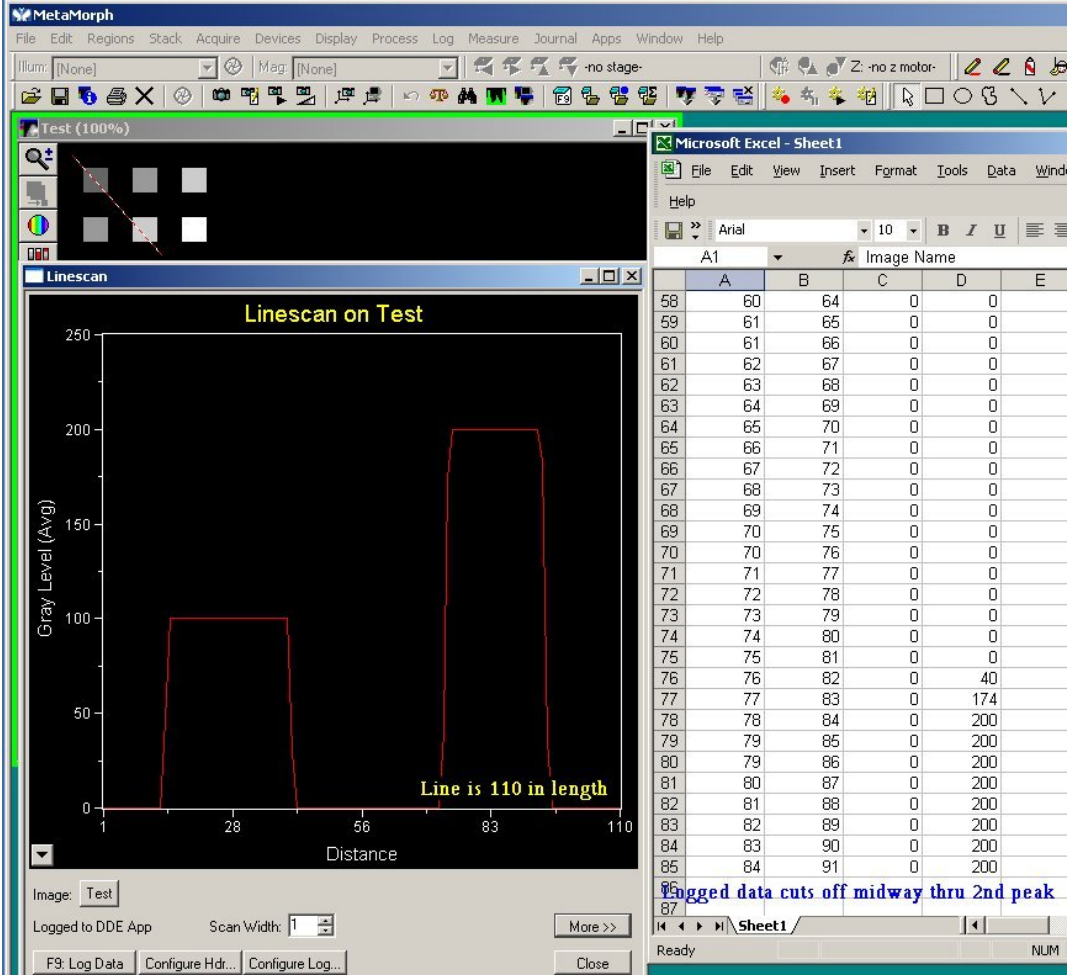 MetaMorph
File Edit Regions Stack Acquire Devices Display Process Log Measure Journal Apps Window Help
Illum: [None] Mag: [None] -no stage- Z: -no z motor-
Test (100%)
Microsoft Excel - Sheet1
File Edit View Insert Format Tools Data Windo
Help
Arial 10 B I U
A1 fx Image Name
A B C D E
58 60 64 0 0
59 61 65 0 0
60 61 66 0 0
61 62 67 0 0
62 63 68 0 0
63 64 69 0 0
64 65 70 0 0
65 66 71 0 0
66 67 72 0 0
67 68 73 0 0
68 69 74 0 0
69 70 75 0 0
70 70 76 0 0
71 71 77 0 0
72 72 78 0 0
73 73 79 0 0
74 74 80 0 0
75 75 81 0 0
76 76 82 0 40
77 77 83 0 174
78 78 84 0 200
79 79 85 0 200
80 79 86 0 200
81 80 87 0 200
82 81 88 0 200
83 82 89 0 200
84 83 90 0 200
85 84 91 0 200
86
Logged data cuts off midway thru 2nd peak
87
Sheet1
Ready NUM
Linescan
Linescan on Test
250
200
150
100
50
0
Gray Level (Avg)
Line is 110 in length
1 28 56 83 110
Distance
Image: Test
Logged to DDE App Scan Width: 1 More >>
F9: Log Data Configure Hdr... Configure Log... Close